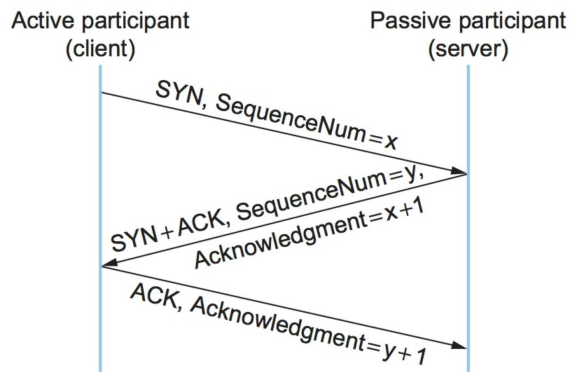 Active participant
(client)
Passive participant
(server)
SYN, SequenceNum=x
SYN+ACK, SequenceNum=y,
Acknowledgment=x+1
ACK, Acknowledgment=y+1